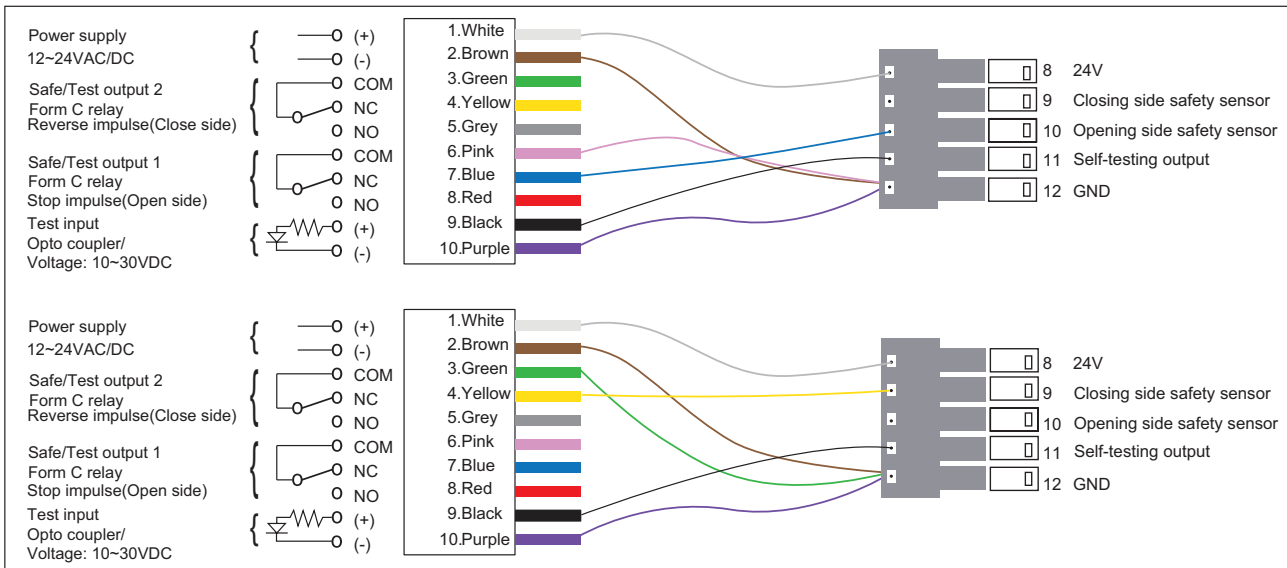 Power supply
12~24VAC/DC
Safe/Test output 2
Form C relay
Reverse impulse(Close side)
Safe/Test output 1
Form C relay
Stop impulse(Open side)
Test input
Opto coupler/
Voltage: 10~30VDC
(+)
(-)
COM
NC
NO
COM
NC
NO
(+)
(-)
1.White
2.Brown
3.Green
4.Yellow
5.Grey
6.Pink
7.Blue
8.Red
9.Black
10.Purple
8 24V
9 Closing side safety sensor
10 Opening side safety sensor
11 Self-testing output
12 GND
Power supply
12~24VAC/DC
Safe/Test output 2
Form C relay
Reverse impulse(Close side)
Safe/Test output 1
Form C relay
Stop impulse(Open side)
Test input
Opto coupler/
Voltage: 10~30VDC
(+)
(-)
COM
NC
NO
COM
NC
NO
(+)
(-)
1.White
2.Brown
3.Green
4.Yellow
5.Grey
6.Pink
7.Blue
8.Red
9.Black
10.Purple
8 24V
9 Closing side safety sensor
10 Opening side safety sensor
11 Self-testing output
12 GND